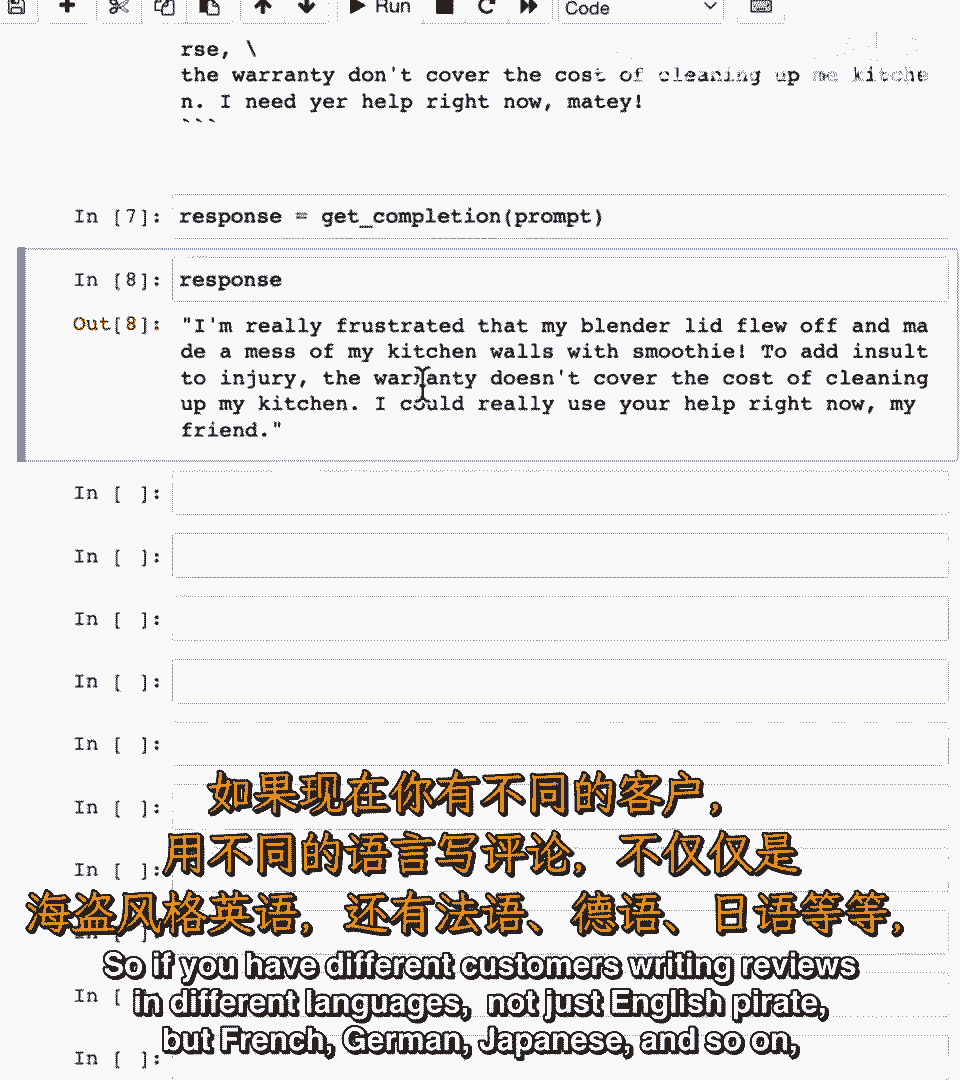 Run
Code
rse, \
the warranty don't cover the cost of cleaning up me kitche
n. I need yer help right now, matey!
```
In [7]: response = get_completion(prompt)
In [8]: response
Out[8]: "I'm really frustrated that my blender lid flew off and ma
de a mess of my kitchen walls with smoothie! To add insult
to injury, the warranty doesn't cover the cost of cleaning
up my kitchen. I could really use your help right now, my
friend."
In [ ]:
In [ ]:
In [ ]:
In [ ]:
In [ ]:
In [ ]:
In [ ]:
In [
In [ ]:
如果现在你有不同的客户，
用不同的语言写评论，不仅仅是
海盗风格英语，还有法语、德语、日语等等，
So if you have different customers writing reviews
in different languages, not just English pirate,
but French, German, Japanese, and so on,